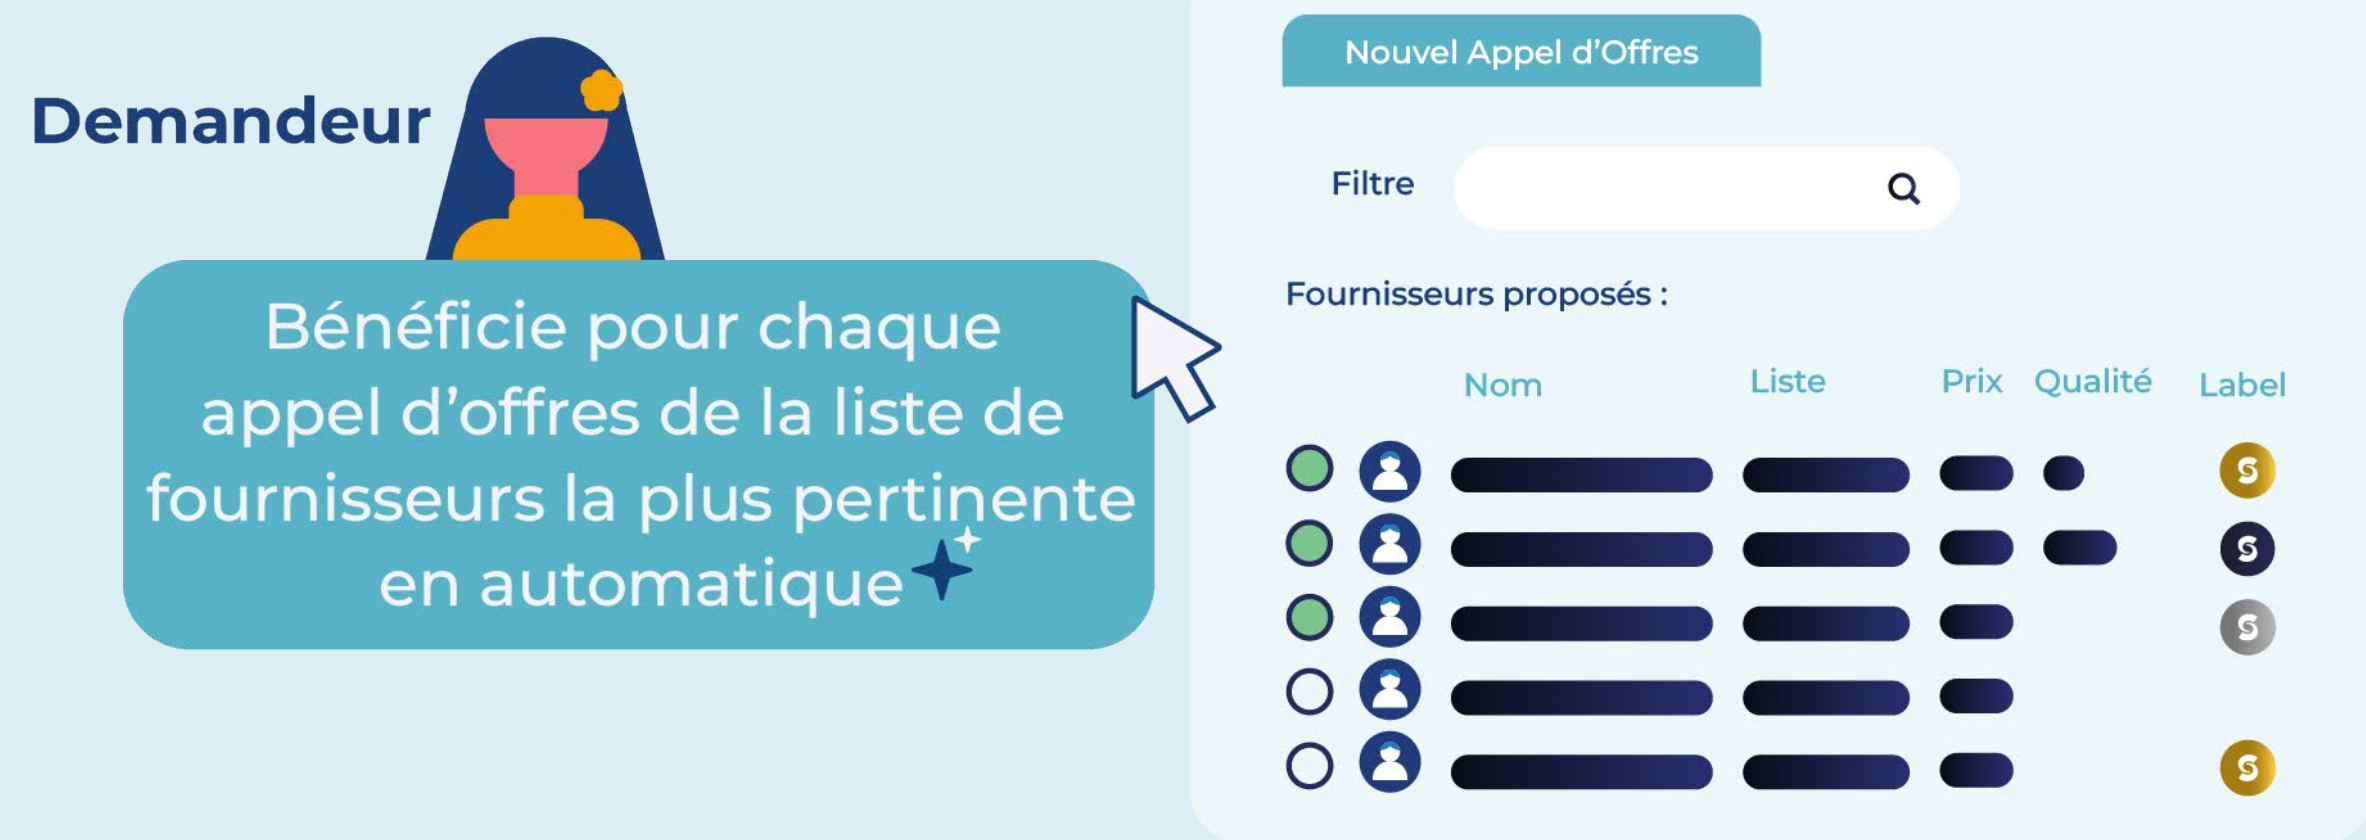 Demandeur
Bénéficie pour chaque
appel d'offres de la liste de
fournisseurs la plus pertinente
en automatique
Nouvel Appel d'Offres
Filtre
Fournisseurs proposés :
Nom Liste Prix Qualité Label
S
S
S
S